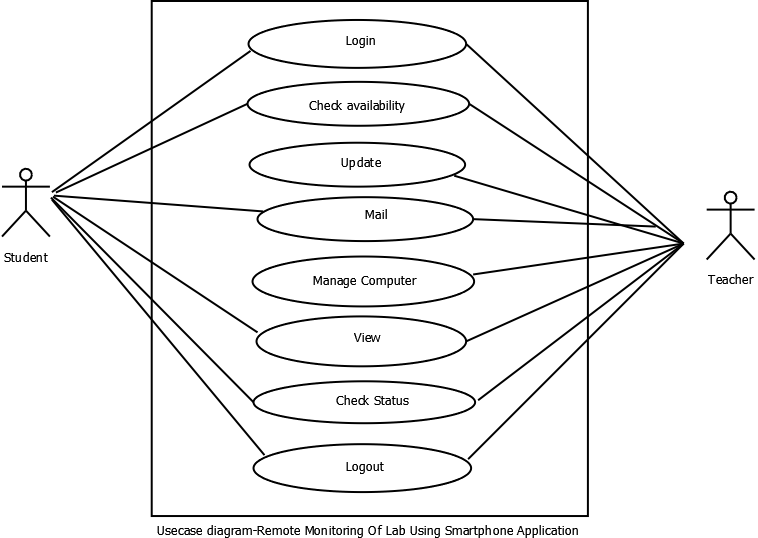 Login
Check availability
Update
Mail
Student
Manage Computer
Teacher
View
Check Status
Logout
Usecase diagram-Remote Monitoring Of Lab Using Smartphone Application